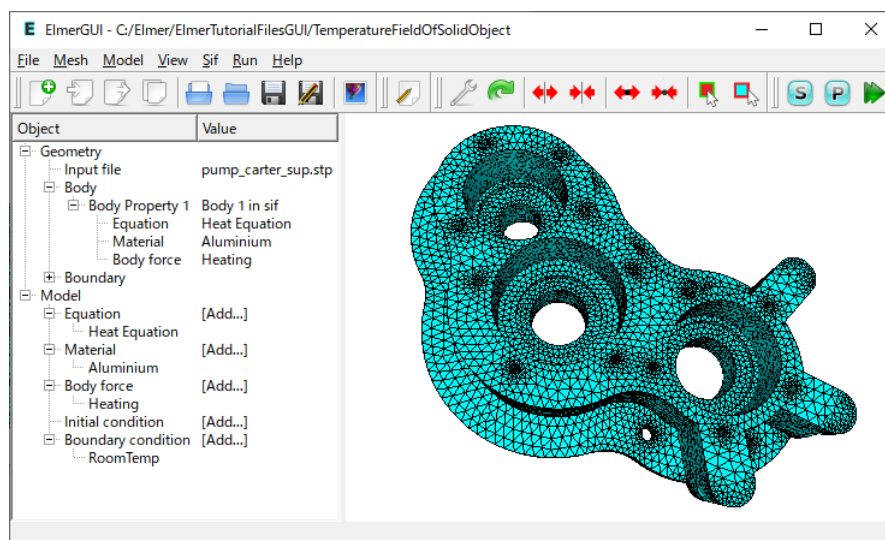 E ElmerGUI - C:/Elmer/ElmerTutorialFilesGUI/TemperatureFieldOfSolidObject
File Mesh Model View Sif Run Help
S P
Object Value
Geometry
Input file pump_carter_sup.stp
Body
Body Property 1 Body 1 in sif
Equation Heat Equation
Material Aluminium
Body force Heating
Boundary
Model
Equation [Add...]
Heat Equation
Material [Add...]
Aluminium
Body force [Add...]
Heating
Initial condition [Add...]
Boundary condition [Add...]
RoomTemp